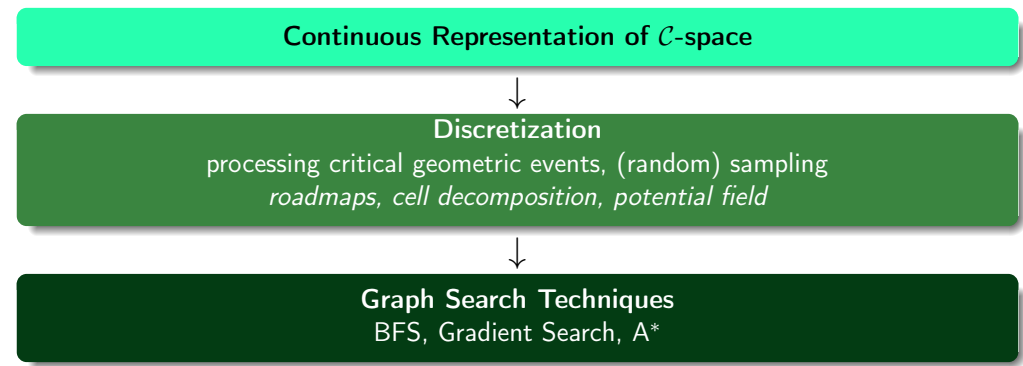 Continuous Representation of 𝒞-space
↓
Discretization
processing critical geometric events, (random) sampling
roadmaps, cell decomposition, potential field
↓
Graph Search Techniques
BFS, Gradient Search, A*